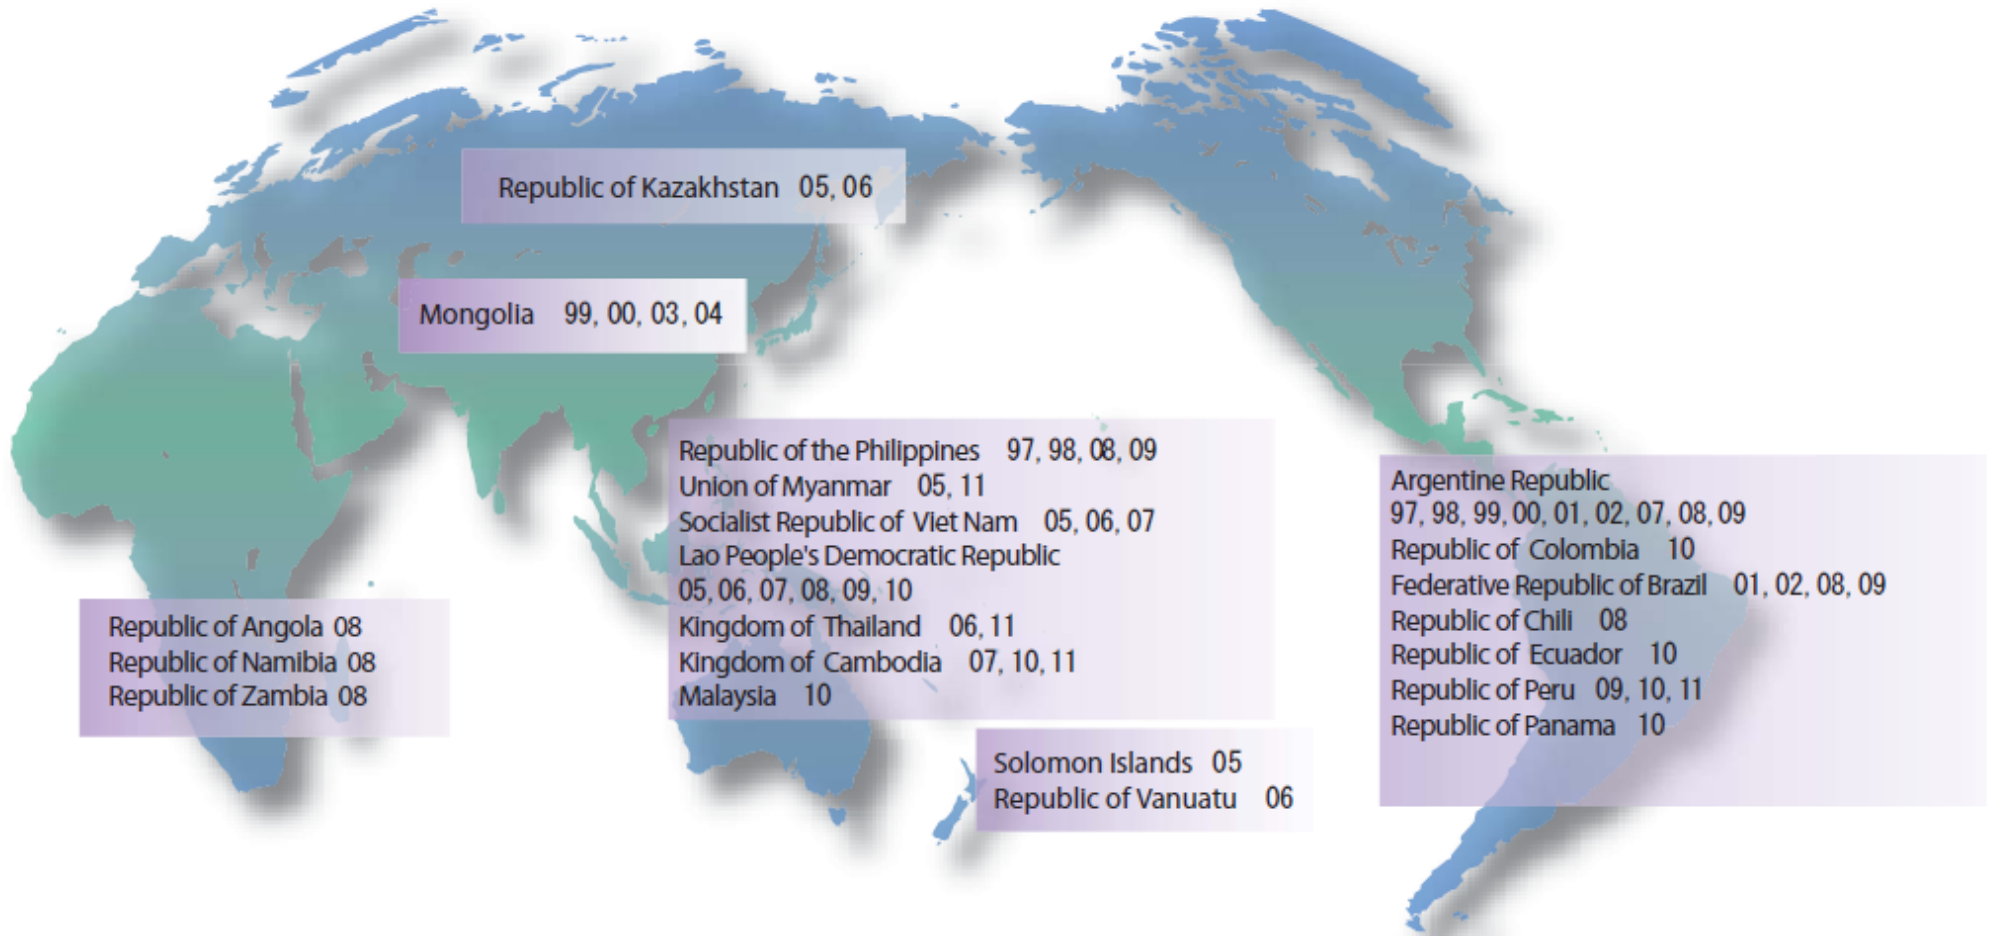 Republic of Kazakhstan 05, 06
Mongolia 99, 00, 03, 04
Republic of the Philippines 97, 98, 08, 09
Union of Myanmar 05, 11
Socialist Republic of Viet Nam 05, 06, 07
Lao People's Democratic Republic
05, 06, 07, 08, 09, 10
Kingdom of Thailand 06, 11
Kingdom of Cambodia 07, 10, 11
Malaysia 10
Argentine Republic
97, 98, 99, 00, 01, 02, 07, 08, 09
Republic of Colombia 10
Federative Republic of Brazil 01, 02, 08, 09
Republic of Chili 08
Republic of Ecuador 10
Republic of Peru 09, 10, 11
Republic of Panama 10
Republic of Angola 08
Republic of Namibia 08
Republic of Zambia 08
Solomon Islands 05
Republic of Vanuatu 06